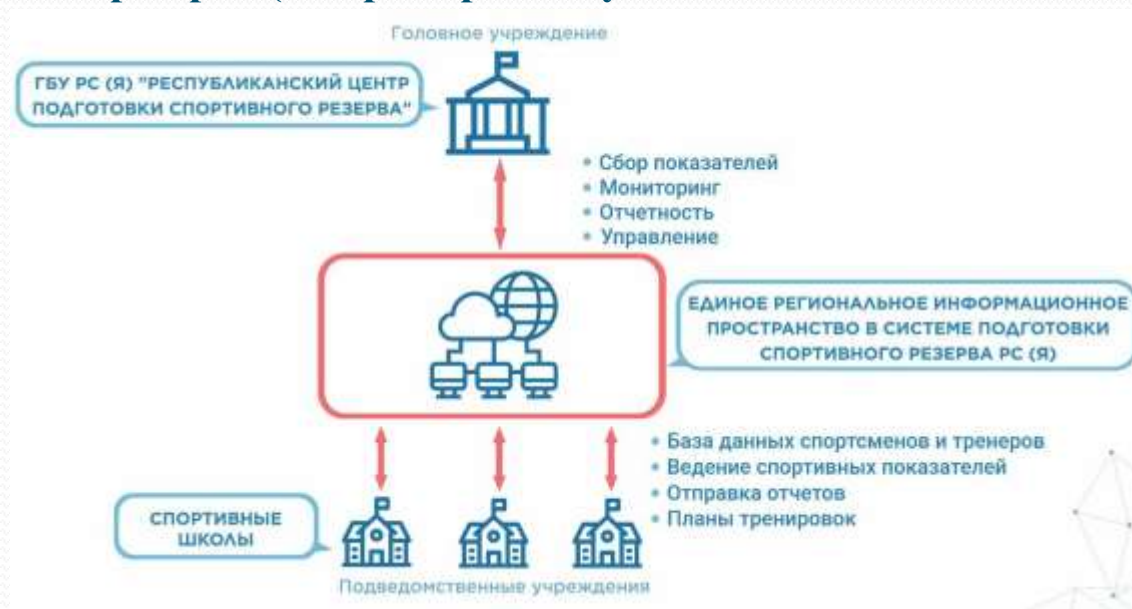 Головное учреждение
ГБУ РС (Я) "РЕСПУБЛИКАНСКИЙ ЦЕНТР
ПОДГОТОВКИ СПОРТИВНОГО РЕЗЕРВА"
• Сбор показателей
• Мониторинг
• Отчетность
• Управление
ЕДИНОЕ РЕГИОНАЛЬНОЕ ИНФОРМАЦИОННОЕ
ПРОСТРАНСТВО В СИСТЕМЕ ПОДГОТОВКИ
СПОРТИВНОГО РЕЗЕРВА РС (Я)
• База данных спортсменов и тренеров
• Ведение спортивных показателей
• Отправка отчетов
• Планы тренировок
СПОРТИВНЫЕ
ШКОЛЫ
Подведомственные учреждения